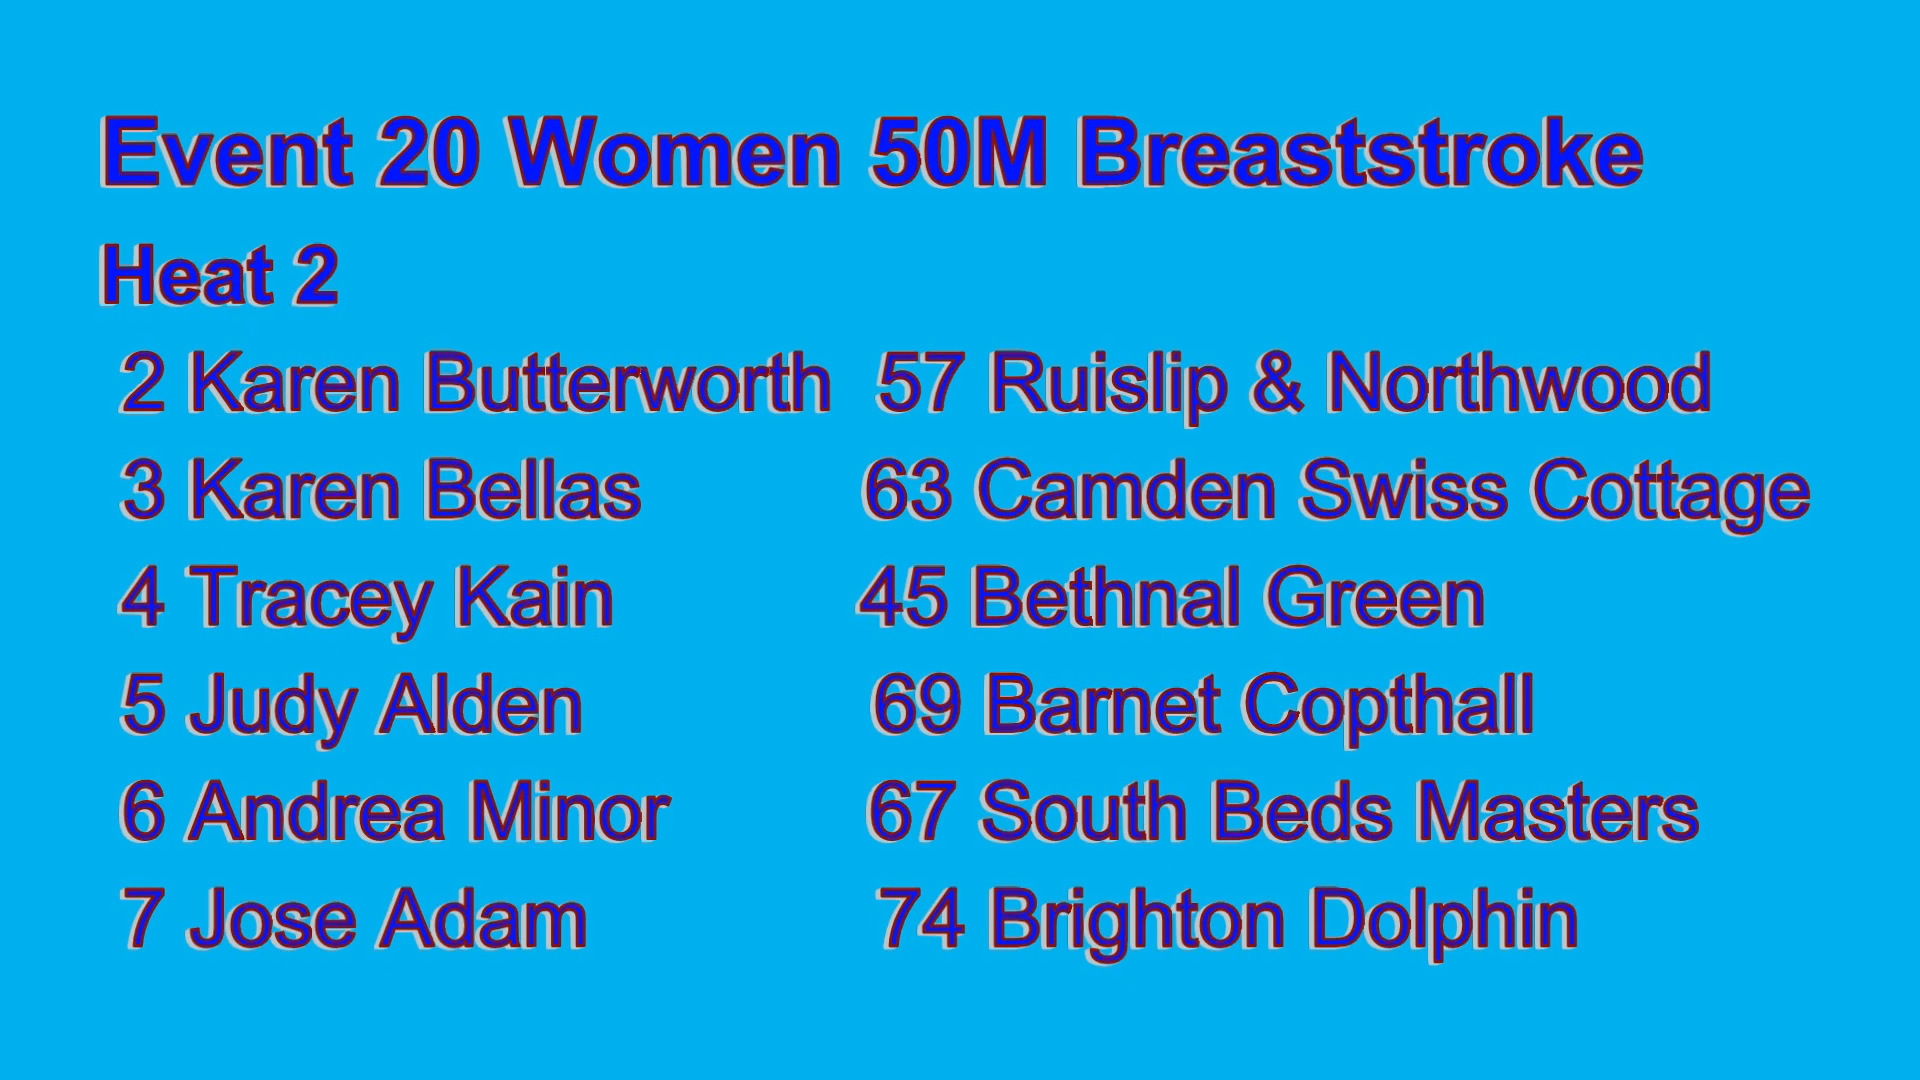 Event 20 Women 50M Breaststroke
Heat 2
2 Karen Butterworth 57 Ruislip & Northwood
3 Karen Bellas 63 Camden Swiss Cottage
4 Tracey Kain 45 Bethnal Green
5 Judy Alden 69 Barnet Copthall
6 Andrea Minor 67 South Beds Masters
7 Jose Adam 74 Brighton Dolphin